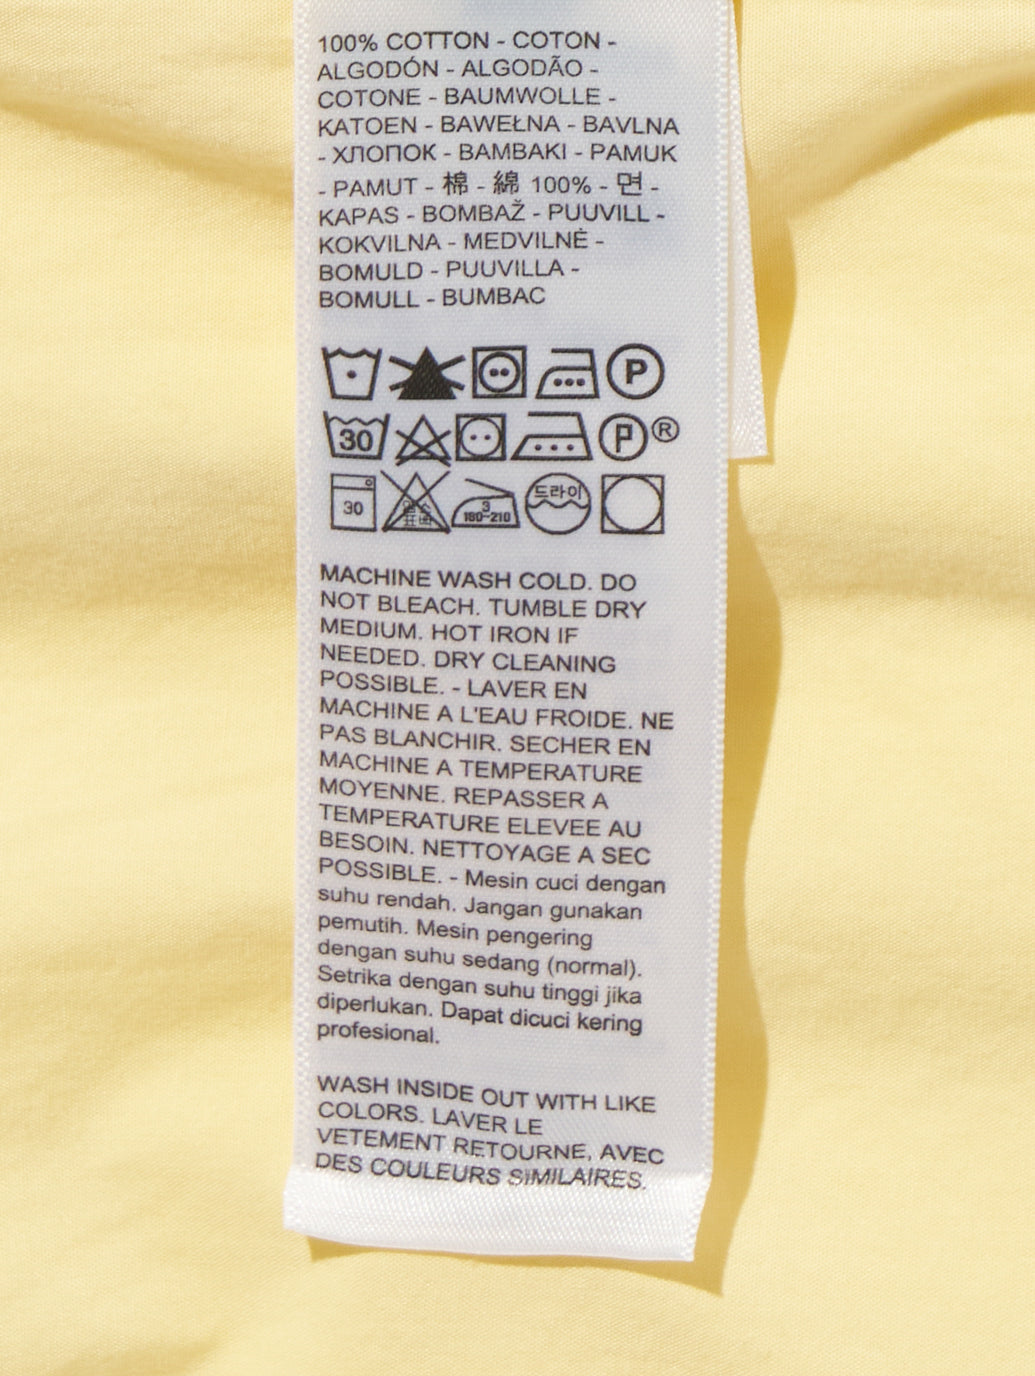 100% COTTON - COTON -
ALGODÓN - ALGODÃO -
COTONE - BAUMWOLLE -
KATOEN - BAWEŁNA - BAVLNA
- ХЛОПОК - BAMBAKI - PAMUK
- PAMUT - 棉 - 綿 100% - 면 -
KAPAS - BOMBAŽ - PUUVILL -
KOKVILNA - MEDVILNĖ -
BOMULD - PUUVILLA -
BOMULL - BUMBAC
P
30 P ®
30 3 드라이
180~210
MACHINE WASH COLD. DO
NOT BLEACH. TUMBLE DRY
MEDIUM. HOT IRON IF
NEEDED. DRY CLEANING
POSSIBLE. - LAVER EN
MACHINE A L'EAU FROIDE. NE
PAS BLANCHIR. SECHER EN
MACHINE A TEMPERATURE
MOYENNE. REPASSER A
TEMPERATURE ELEVEE AU
BESOIN. NETTOYAGE A SEC
POSSIBLE. - Mesin cuci dengan
suhu rendah. Jangan gunakan
pemutih. Mesin pengering
dengan suhu sedang (normal).
Setrika dengan suhu tinggi jika
diperlukan. Dapat dicuci kering
profesional.
WASH INSIDE OUT WITH LIKE
COLORS. LAVER LE
VETEMENT RETOURNE, AVEC
DES COULEURS SIMILAIRES.